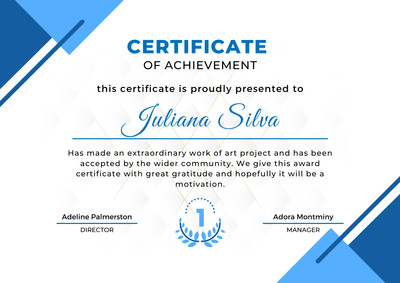 CERTIFICATE
OF ACHIEVEMENT
this certificate is proudly presented to
Juliana Silva
Has made an extraordinary work of art project and has been
accepted by the wider community. We give this award
certificate with great gratitude and hopefully it will be a
motivation.
Adeline Palmerston
DIRECTOR
1
Adora Montminy
MANAGER